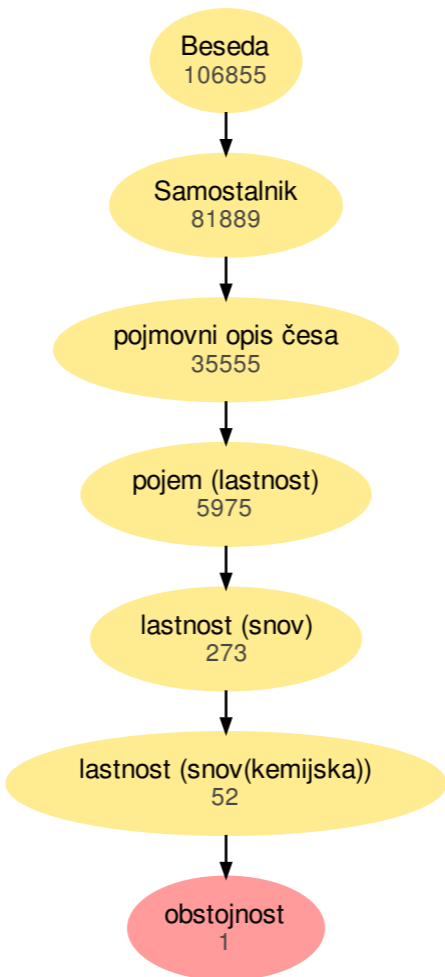 Beseda
106855
Samostalnik
81889
pojmovni opis česa
35555
pojem (lastnost)
5975
lastnost (snov)
273
lastnost (snov(kemijska))
52
obstojnost
1